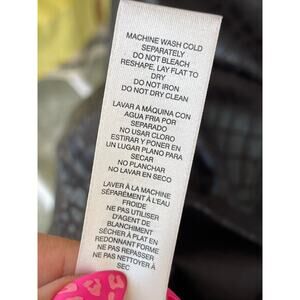 MACHINE WASH COLD
SEPARATELY
DO NOT BLEACH
RESHAPE, LAY FLAT TO
DRY
DO NOT IRON
DO NOT DRY CLEAN
LAVAR A MÁQUINA CON
AGUA FRIA POR
SEPARADO
NO USAR CLORO
ESTIRAR Y PONER EN
UN LUGAR PLANO PARA
SECAR
NO PLANCHAR
NO LAVAR EN SECO
LAVER À LA MACHINE
SÉPARÉMENT À L'EAU
FROIDE
NE PAS UTILISER
D'AGENT DE
BLANCHIMENT
SÉCHER À PLAT EN
REDONNANT FORME
NE PAS REPASSER
NE PAS NETTOYER À
SEC